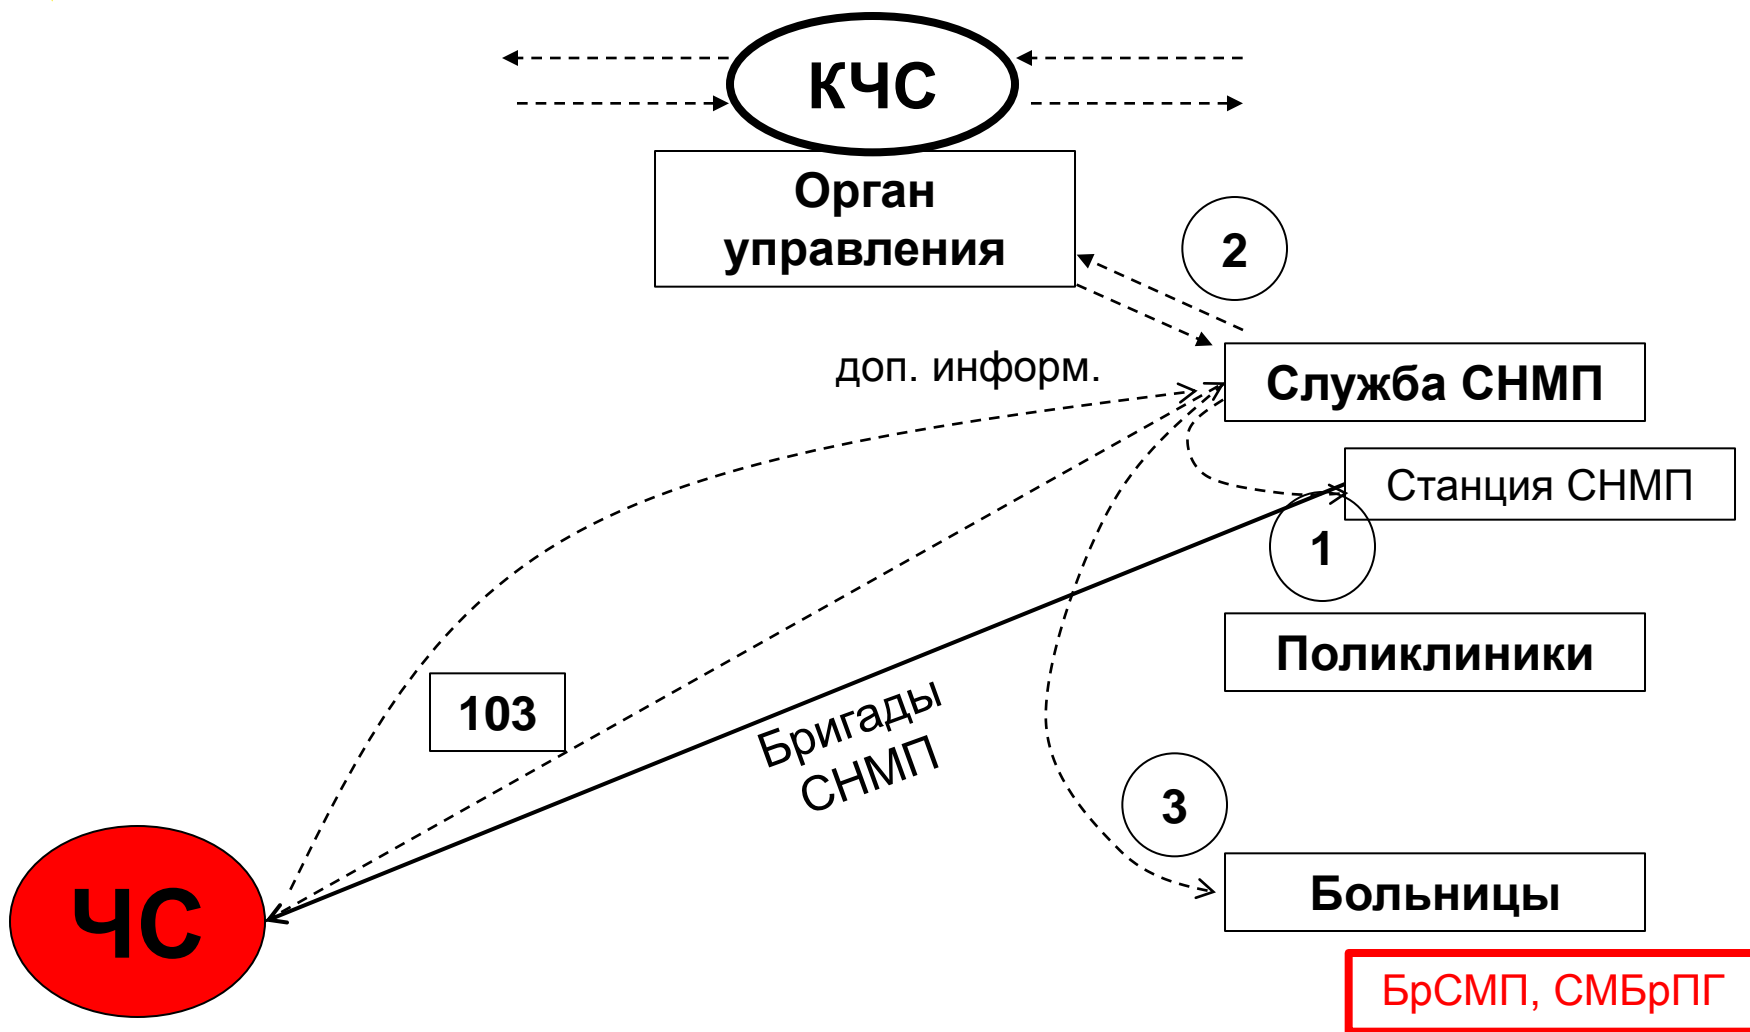 КЧС
Орган
управления
2
доп. информ.
Служба СНМП
Станция СНМП
1
Поликлиники
103
Бригады
СНМП
3
Больницы
ЧС
БрСМП, СМБрПГ